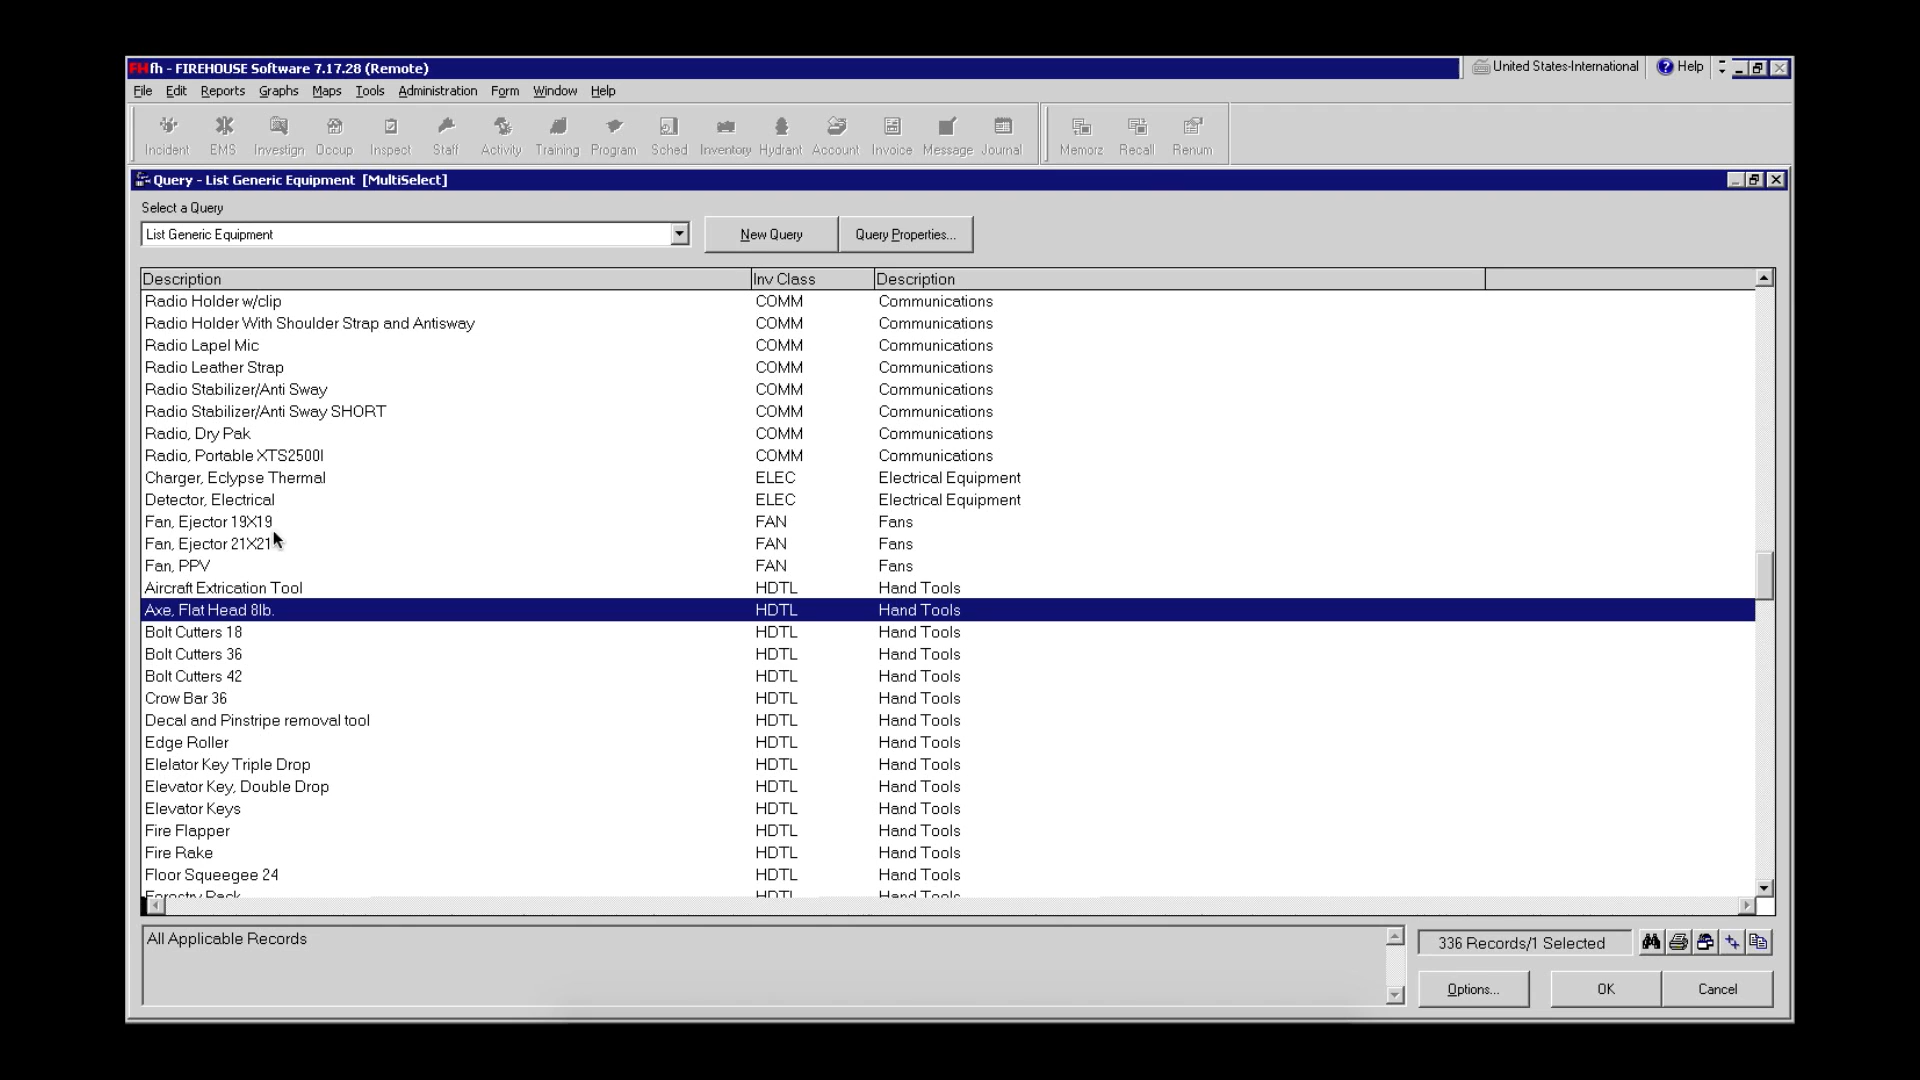 FH fh - FIREHOUSE Software 7.17.28 (Remote)
United States-International Help
File Edit Reports Graphs Maps Tools Administration Form Window Help
Incident EMS Investign Occup Inspect Staff Activity Training Program Sched Inventory Hydrant Account Invoice Message Journal Memorz Recall Renum
Query - List Generic Equipment [MultiSelect]
Select a Query
List Generic Equipment New Query Query Properties...
Description Inv Class Description
Radio Holder w/clip COMM Communications
Radio Holder With Shoulder Strap and Antisway COMM Communications
Radio Lapel Mic COMM Communications
Radio Leather Strap COMM Communications
Radio Stabilizer/Anti Sway COMM Communications
Radio Stabilizer/Anti Sway SHORT COMM Communications
Radio, Dry Pak COMM Communications
Radio, Portable XTS2500I COMM Communications
Charger, Eclypse Thermal ELEC Electrical Equipment
Detector, Electrical ELEC Electrical Equipment
Fan, Ejector 19X19 FAN Fans
Fan, Ejector 21X21 FAN Fans
Fan, PPV FAN Fans
Aircraft Extrication Tool HDTL Hand Tools
Axe, Flat Head 8lb. HDTL Hand Tools
Bolt Cutters 18 HDTL Hand Tools
Bolt Cutters 36 HDTL Hand Tools
Bolt Cutters 42 HDTL Hand Tools
Crow Bar 36 HDTL Hand Tools
Decal and Pinstripe removal tool HDTL Hand Tools
Edge Roller HDTL Hand Tools
Elelator Key Triple Drop HDTL Hand Tools
Elevator Key, Double Drop HDTL Hand Tools
Elevator Keys HDTL Hand Tools
Fire Flapper HDTL Hand Tools
Fire Rake HDTL Hand Tools
Floor Squeegee 24 HDTL Hand Tools
Forestry Pack HDTL Hand Tools
All Applicable Records
336 Records/1 Selected
Options... OK Cancel